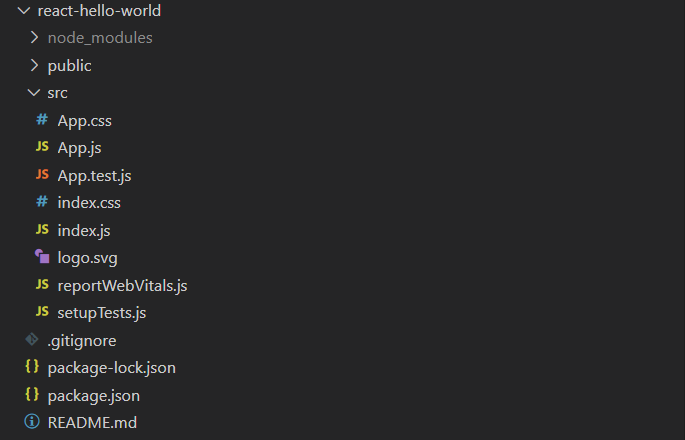 react-hello-world
node_modules
public
src
# App.css
JS App.js
JS App.test.js
# index.css
JS index.js
logo.svg
JS reportWebVitals.js
JS setupTests.js
.gitignore
{} package-lock.json
{} package.json
README.md